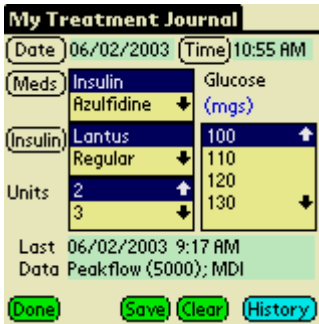 My Treatment Journal
Date 06/02/2003 Time 10:55 AM
Meds Insulin Glucose
Azulfidine (mgs)
Insulin Lantus 100
Regular 110
Units 2 120
3 130
Last 06/02/2003 9:17 AM
Data Peakflow (5000); MDI
Done Save Clear History